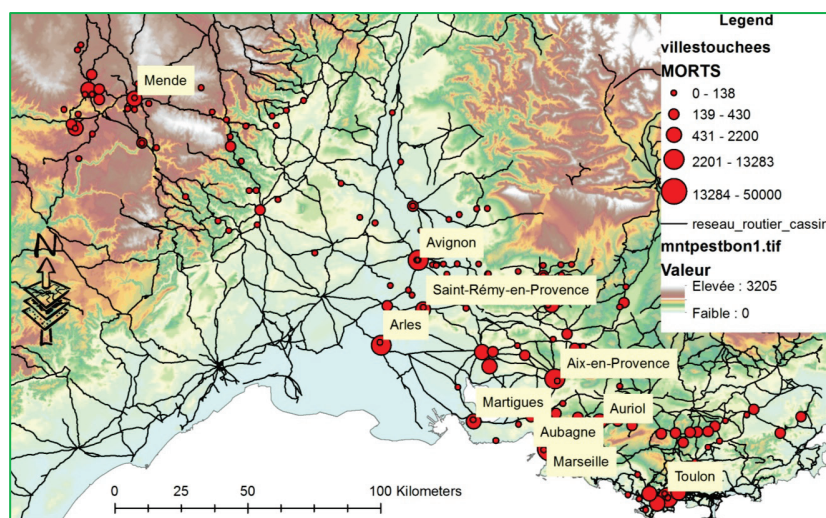 Legend
villestouchees
MORTS
0 - 138
139 - 430
431 - 2200
2201 - 13283
13284 - 50000
reseau_routier_cassin
mntpestbon1.tif
Valeur
Elevée : 3205
Faible : 0
Mende
Avignon
Saint-Rémy-en-Provence
Arles
Aix-en-Provence
Martigues
Auriol
Aubagne
Marseille
Toulon
N
0 25 50 100 Kilometers